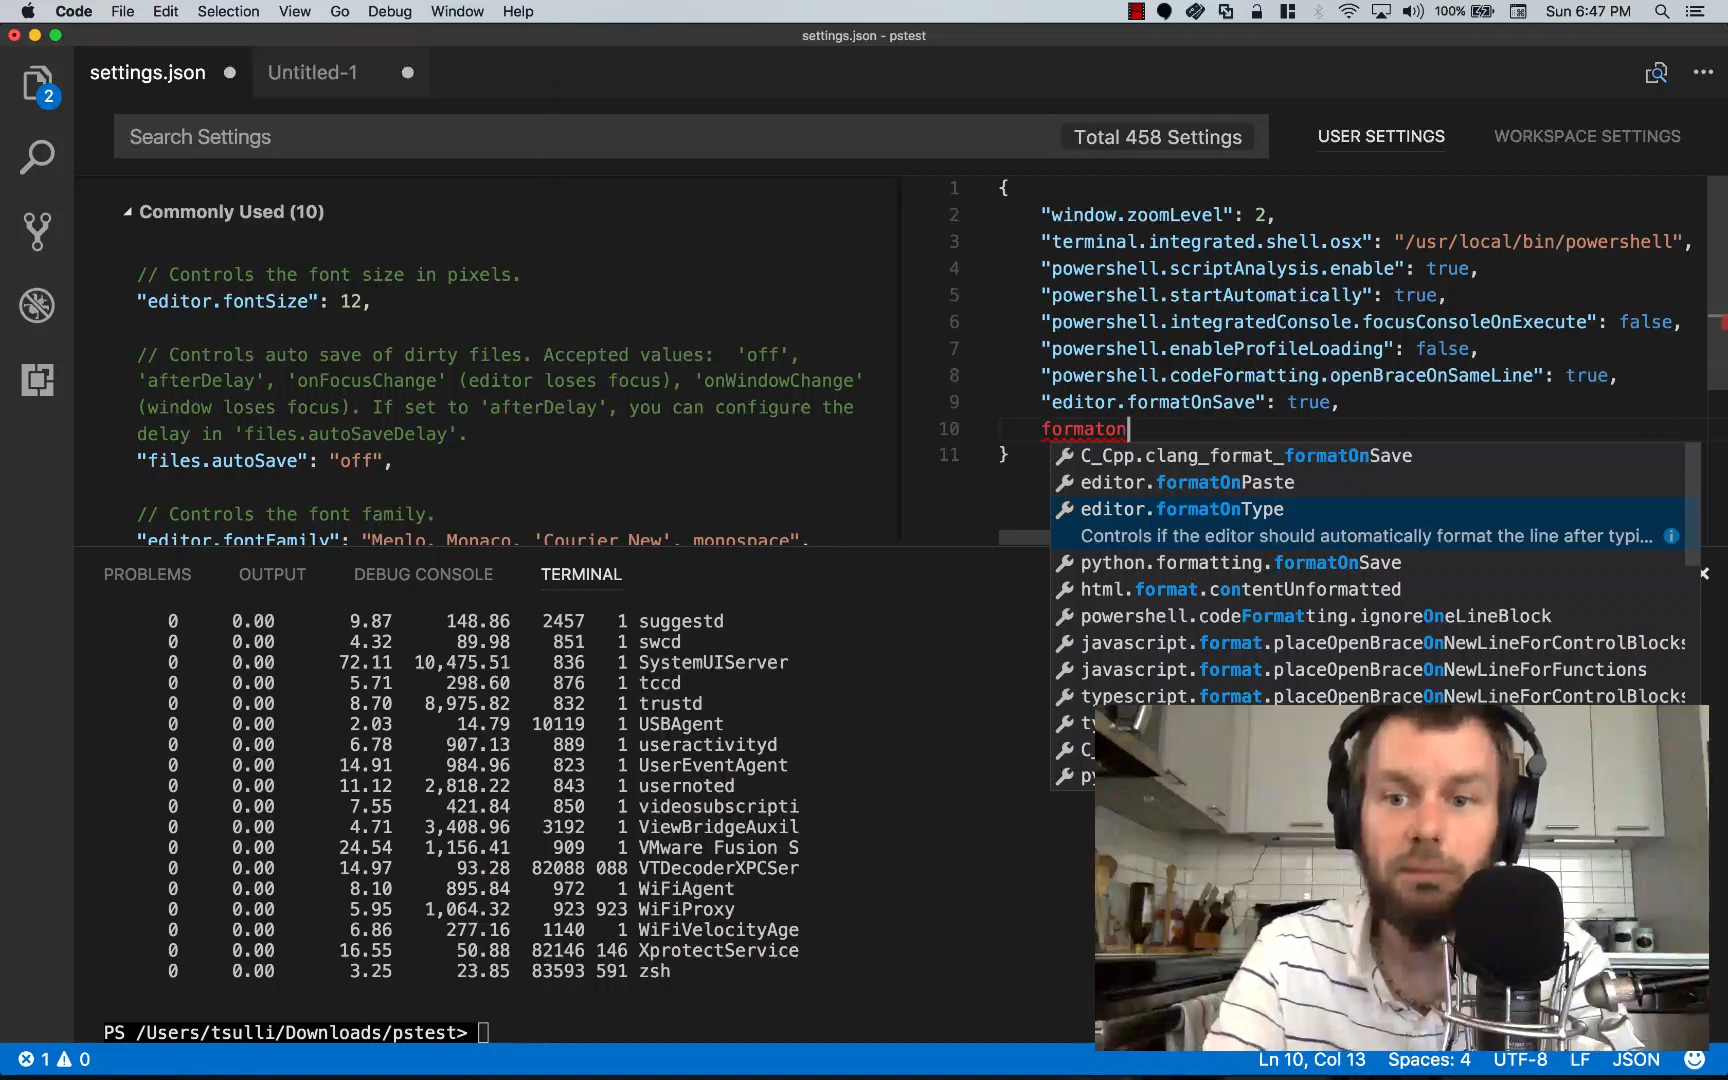 Code File Edit Selection View Go Debug Window Help 100% Sun 6:47 PM
settings.json - pstest
settings.json Untitled-1
2
Search Settings Total 458 Settings USER SETTINGS WORKSPACE SETTINGS
Commonly Used (10)
// Controls the font size in pixels.
"editor.fontSize": 12,
// Controls auto save of dirty files. Accepted values:  'off',
'afterDelay', 'onFocusChange' (editor loses focus), 'onWindowChange'
(window loses focus). If set to 'afterDelay', you can configure the
delay in 'files.autoSaveDelay'.
"files.autoSave": "off",
// Controls the font family.
"editor.fontFamily": "Menlo, Monaco, 'Courier New', monospace",
1 {
2 "window.zoomLevel": 2,
3 "terminal.integrated.shell.osx": "/usr/local/bin/powershell",
4 "powershell.scriptAnalysis.enable": true,
5 "powershell.startAutomatically": true,
6 "powershell.integratedConsole.focusConsoleOnExecute": false,
7 "powershell.enableProfileLoading": false,
8 "powershell.codeFormatting.openBraceOnSameLine": true,
9 "editor.formatOnSave": true,
10 formaton
11 }
C_Cpp.clang_format_formatOnSave
editor.formatOnPaste
editor.formatOnType
Controls if the editor should automatically format the line after typi...
python.formatting.formatOnSave
html.format.contentUnformatted
powershell.codeFormatting.ignoreOneLineBlock
javascript.format.placeOpenBraceOnNewLineForControlBlocks
javascript.format.placeOpenBraceOnNewLineForFunctions
typescript.format.placeOpenBraceOnNewLineForControlBlocks
ty
C_
py
PROBLEMS OUTPUT DEBUG CONSOLE TERMINAL
0 0.00 9.87 148.86 2457 1 suggestd
0 0.00 4.32 89.98 851 1 swcd
0 0.00 72.11 10,475.51 836 1 SystemUIServer
0 0.00 5.71 298.60 876 1 tccd
0 0.00 8.70 8,975.82 832 1 trustd
0 0.00 2.03 14.79 10119 1 USBAgent
0 0.00 6.78 907.13 889 1 useractivityd
0 0.00 14.91 984.96 823 1 UserEventAgent
0 0.00 11.12 2,818.22 843 1 usernoted
0 0.00 7.55 421.84 850 1 videosubscripti
0 0.00 4.71 3,408.96 3192 1 ViewBridgeAuxil
0 0.00 24.54 1,156.41 909 1 VMware Fusion S
0 0.00 14.97 93.28 82088 088 VTDecoderXPCSer
0 0.00 8.10 895.84 972 1 WiFiAgent
0 0.00 5.95 1,064.32 923 923 WiFiProxy
0 0.00 6.86 277.16 1140 1 WiFiVelocityAge
0 0.00 16.55 50.88 82146 146 XprotectService
0 0.00 3.25 23.85 83593 591 zsh
PS /Users/tsulli/Downloads/pstest>
1 0 Ln 10, Col 13 Spaces: 4 UTF-8 LF JSON